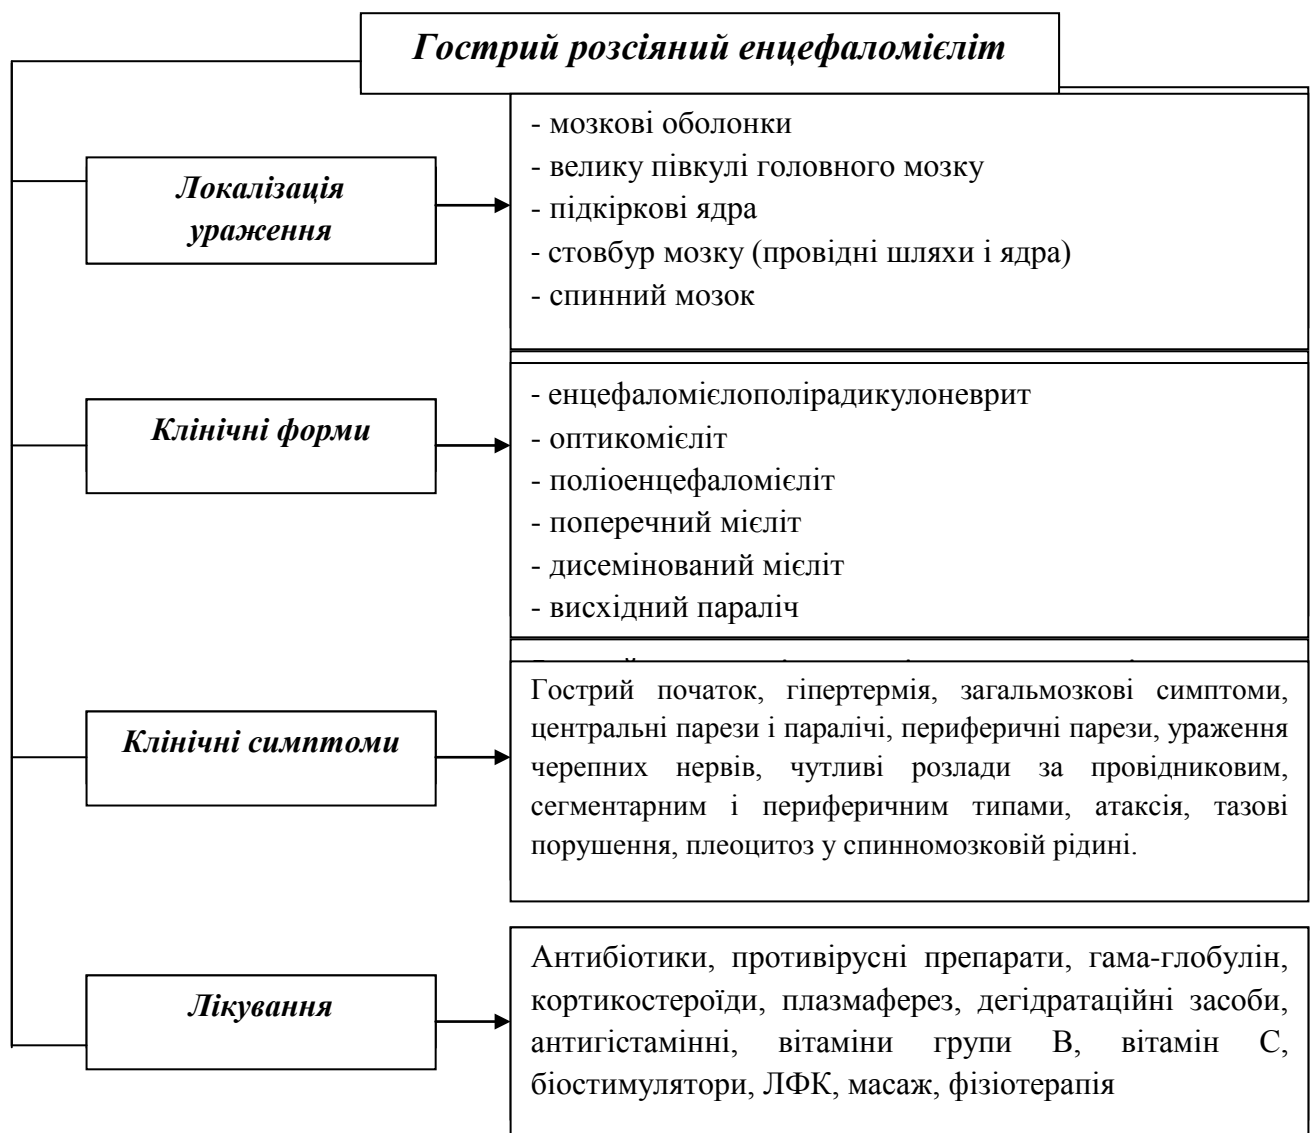 Гострий розсіяний енцефаломієліт
Локалізація
ураження
- мозкові оболонки
- велику півкулі головного мозку
- підкіркові ядра
- стовбур мозку (провідні шляхи і ядра)
- спинний мозок
Клінічні форми
- енцефаломієлополірадикулоневрит
- оптикомієліт
- поліоенцефаломієліт
- поперечний мієліт
- дисемінований мієліт
- висхідний параліч
Клінічні симптоми
Гострий початок, гіпертермія, загальмозкові симптоми,
центральні парези і паралічі, периферичні парези, ураження
черепних нервів, чутливі розлади за провідниковим,
сегментарним і периферичним типами, атаксія, тазові
порушення, плеоцитоз у спинномозковій рідині.
Лікування
Антибіотики, противірусні препарати, гама-глобулін,
кортикостероїди, плазмаферез, дегідратаційні засоби,
антигістамінні, вітаміни групи В, вітамін С,
біостимулятори, ЛФК, масаж, фізіотерапія